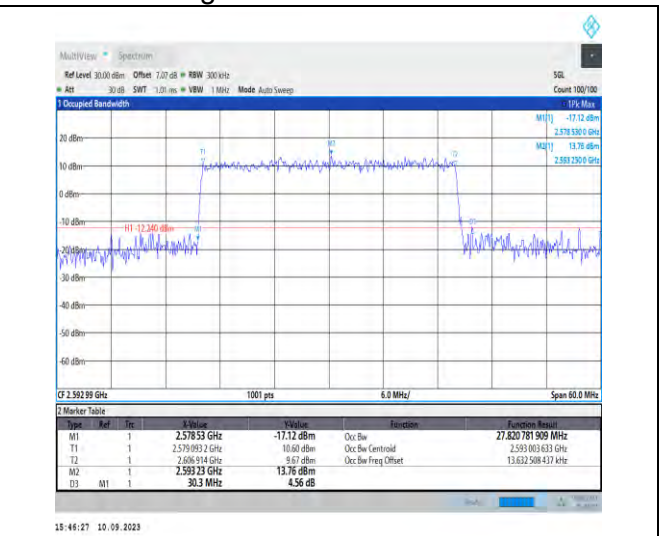 MultiView Spectrum
Ref Level 30.00 dBm Offset 7.07 dB RBW 300 kHz SGL
Att 30 dB SWT 1.01 ms VBW 1 MHz Mode Auto Sweep Count 100/100
1 Occupied Bandwidth 1Pk Max
M1[1] -17.12 dBm
2.578 530 0 GHz
M2[1] 13.76 dBm
2.593 230 0 GHz
20 dBm
T1
M2
T2
10 dBm
0 dBm
-10 dBm
H1 -12.240 dBm
M1
D3
-20 dBm
-30 dBm
-40 dBm
-50 dBm
-60 dBm
CF 2.592 99 GHz 1001 pts 6.0 MHz/ Span 60.0 MHz
2 Marker Table
Type Ref Trc X-Value Y-Value Function Function Result
M1 1 2.578 53 GHz -17.12 dBm Occ Bw 27.820 781 909 MHz
T1 1 2.579 093 2 GHz 10.60 dBm Occ Bw Centroid 2.593 003 633 GHz
T2 1 2.606 914 GHz 9.67 dBm Occ Bw Freq Offset 13.632 508 437 kHz
M2 1 2.593 23 GHz 13.76 dBm
D3 M1 1 30.3 MHz 4.56 dB
15:46:27 10.09.2023